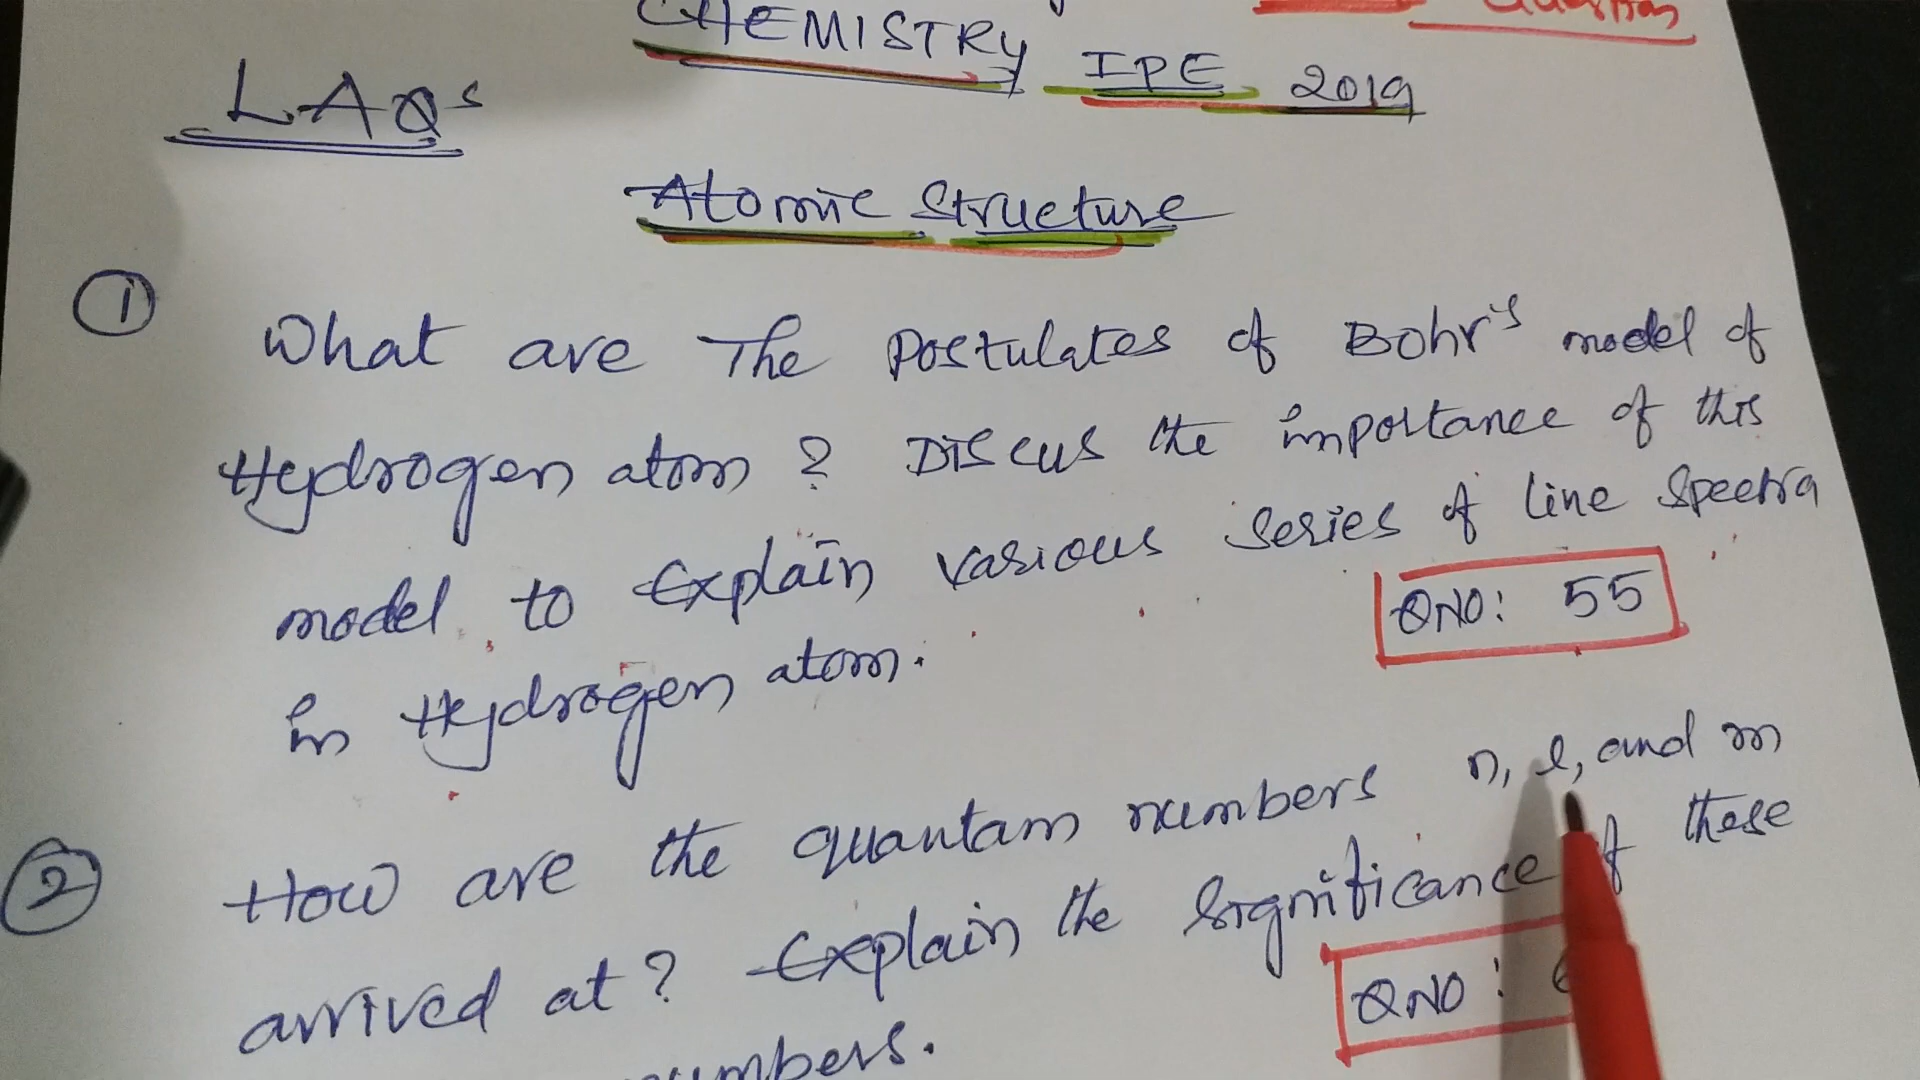 Question
CHEMISTRY IPE 2019
LAQs
Atomic Structure
① What are The Postulates of Bohr's model of
Hydrogen atom ? Discus the importance of this
model to Explain various series of line spectra
in Hydrogen atom.
QNO: 55
② How are the quantam numbers n, l, and m
arrived at? Explain the significance of these
numbers.
QNO: